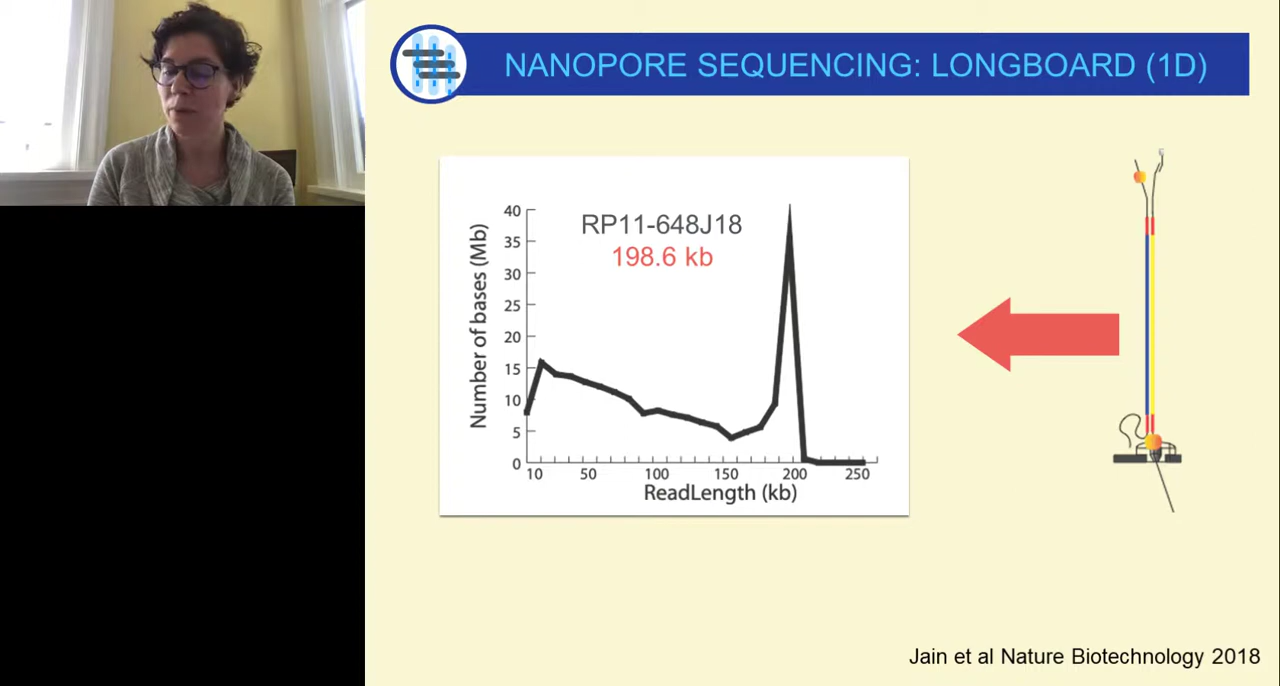 NANOPORE SEQUENCING: LONGBOARD (1D)
RP11-648J18
198.6 kb
Number of bases (Mb)
40
35
30
25
20
15
10
5
0
10 50 100 150 200 250
ReadLength (kb)
Jain et al Nature Biotechnology 2018